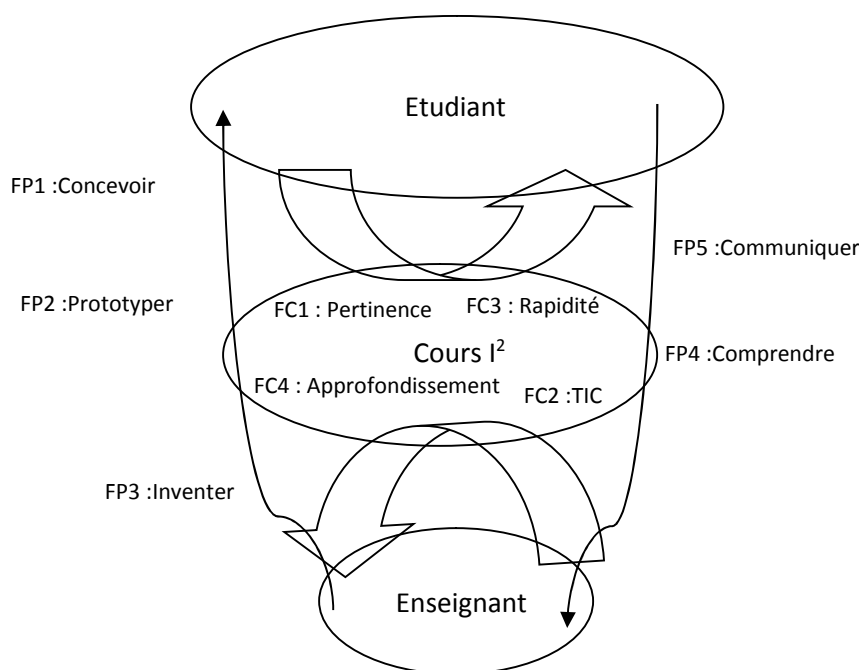 Etudiant
FP1 :Concevoir
FP5 :Communiquer
FP2 :Prototyper
FC1 : Pertinence
FC3 : Rapidité
Cours I²
FP4 :Comprendre
FC4 : Approfondissement
FC2 :TIC
FP3 :Inventer
Enseignant